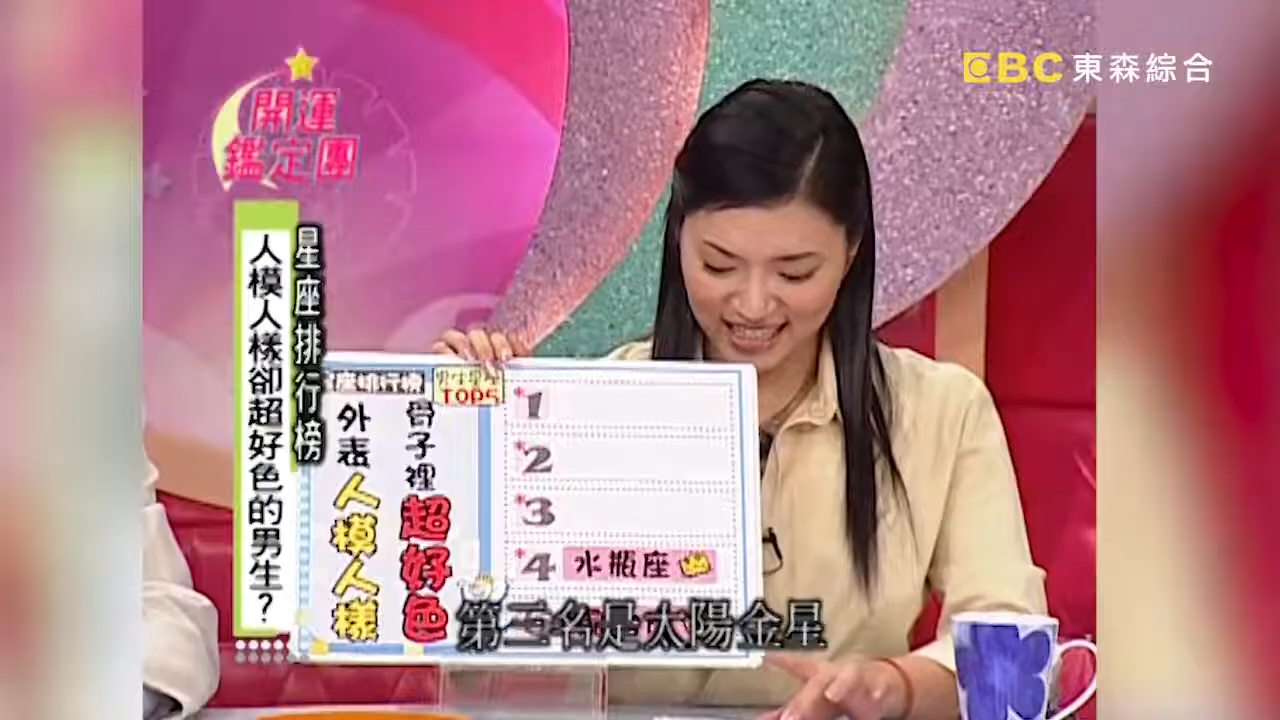 EBC 東森綜合
開運
鑑定團
星座排行榜
人模人樣卻超好色的男生?
座排行榜
TOP5
外表人模人樣
骨子裡超好色
*1
*2
*3
*4 水瓶座
第三名是太陽金星